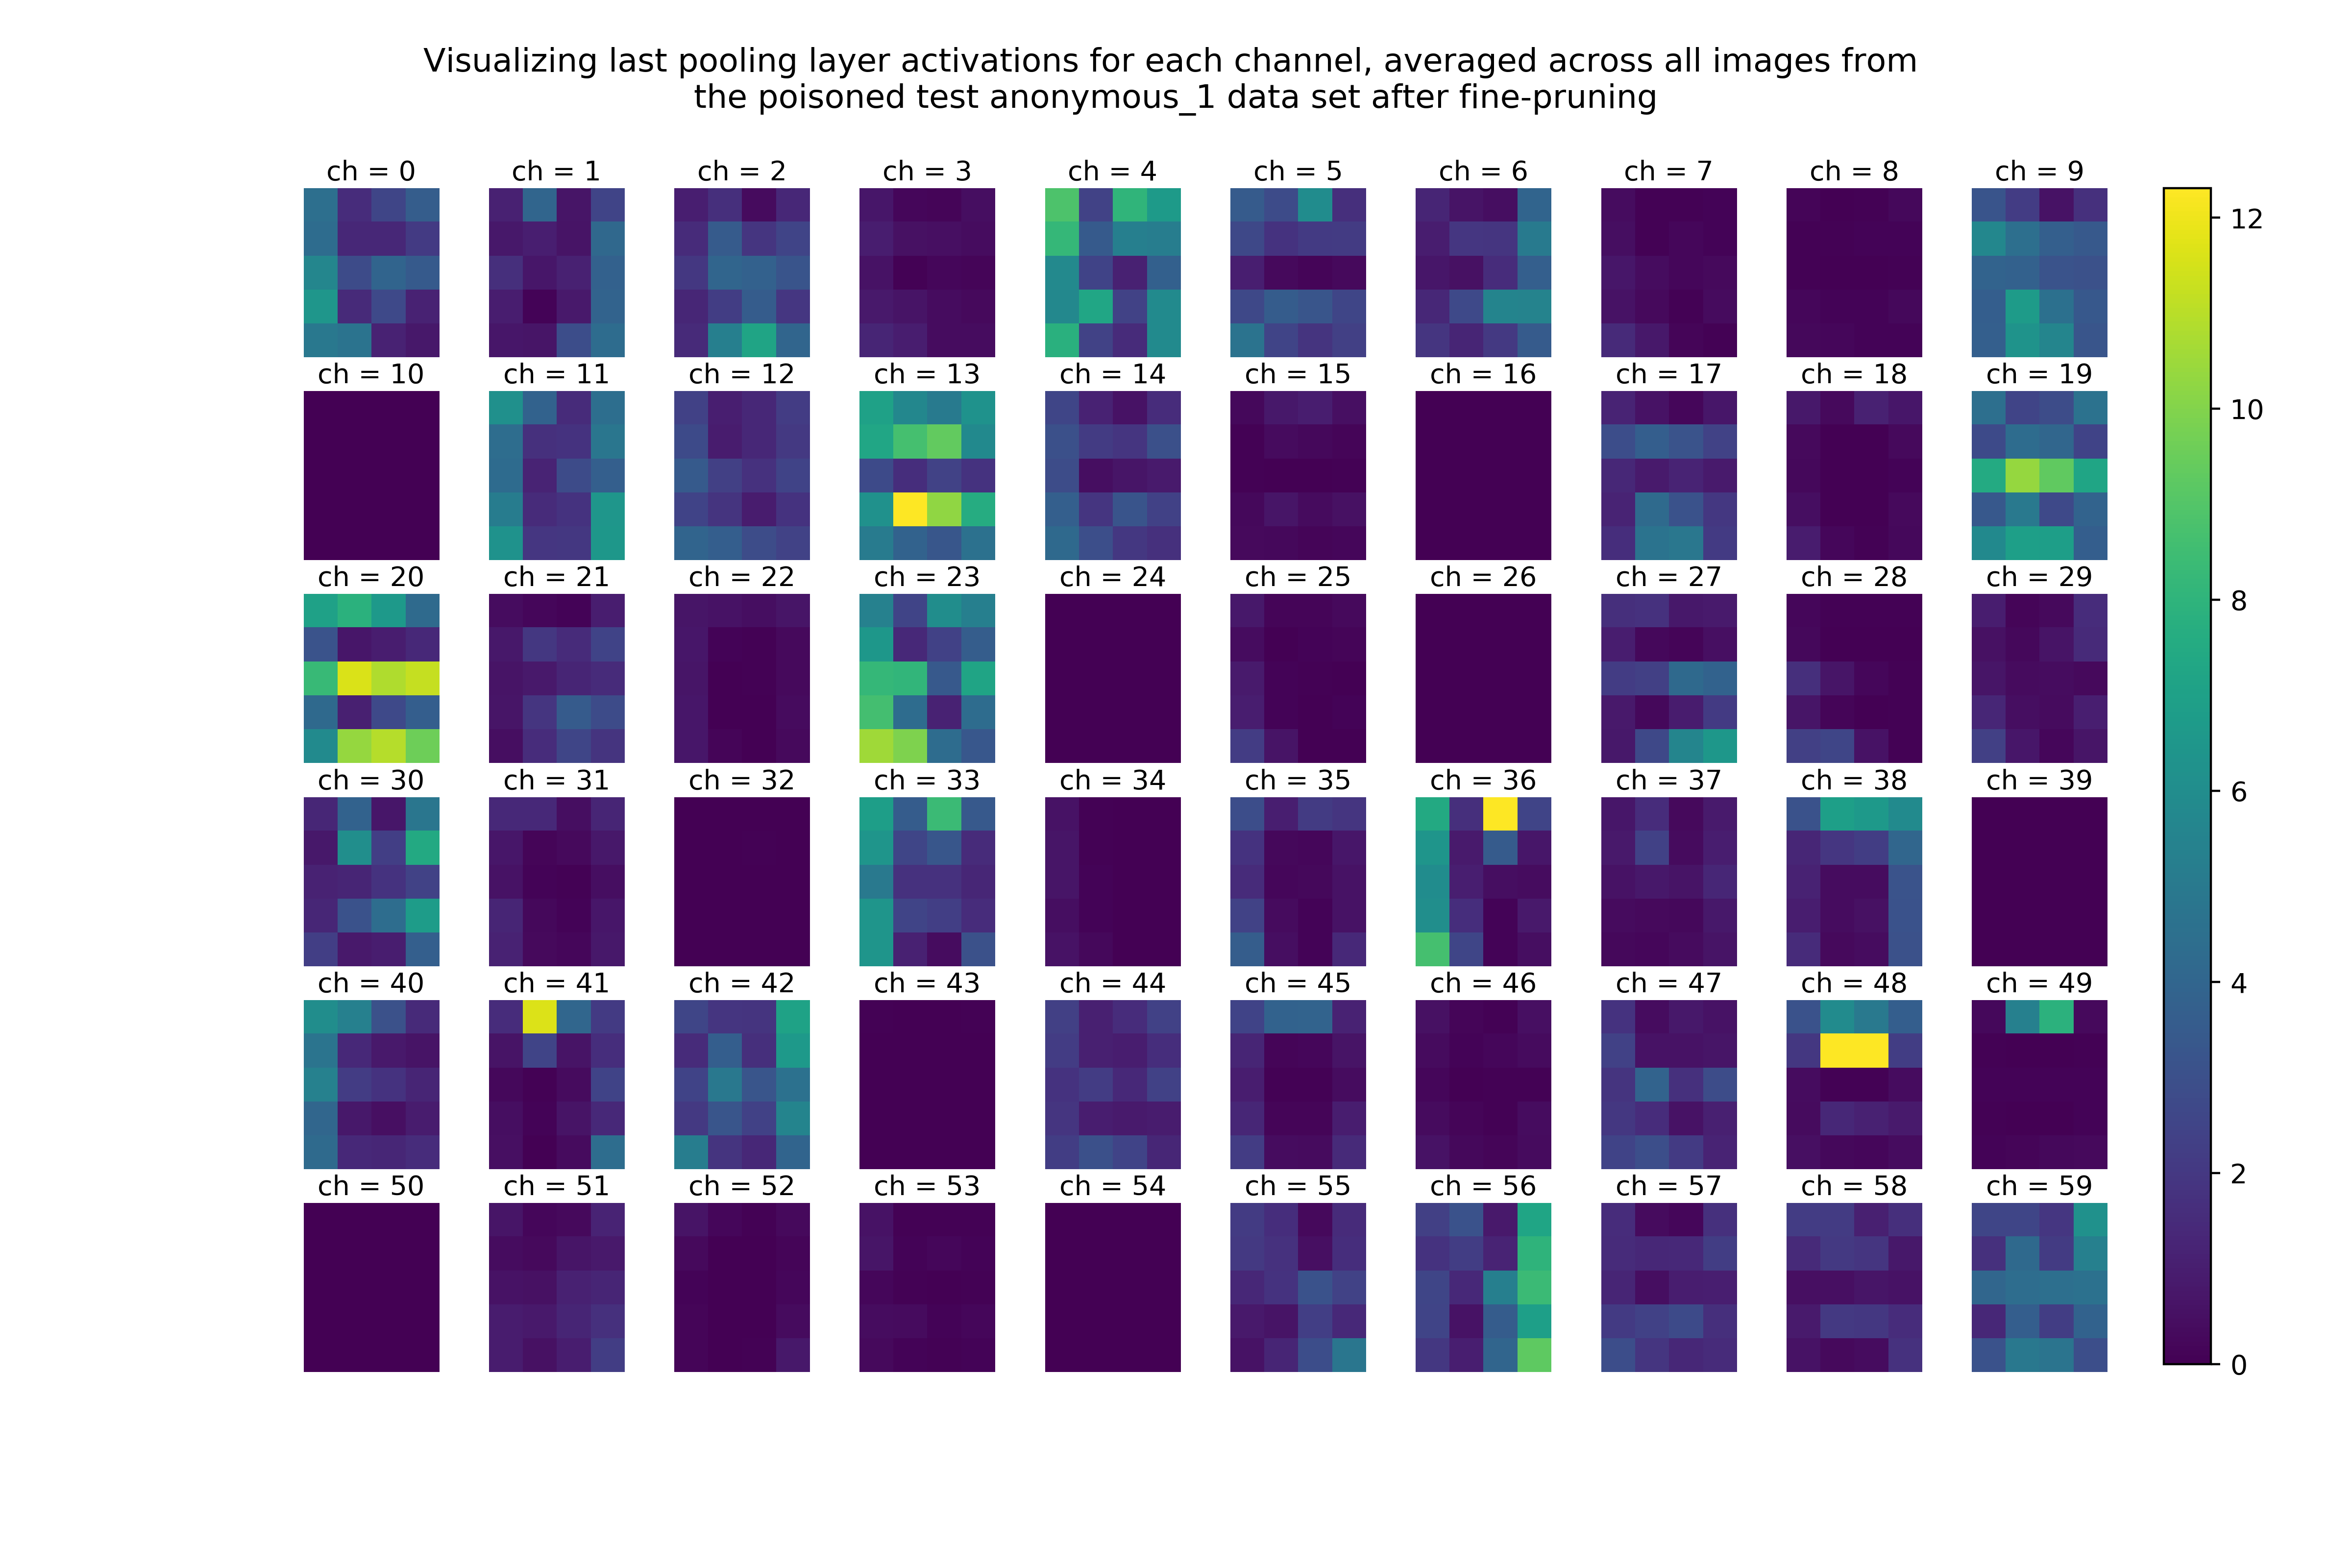 Visualizing last pooling layer activations for each channel, averaged across all images from
the poisoned test anonymous_1 data set after fine-pruning
ch = 0 ch = 1 ch = 2 ch = 3 ch = 4 ch = 5 ch = 6 ch = 7 ch = 8 ch = 9
ch = 10 ch = 11 ch = 12 ch = 13 ch = 14 ch = 15 ch = 16 ch = 17 ch = 18 ch = 19
ch = 20 ch = 21 ch = 22 ch = 23 ch = 24 ch = 25 ch = 26 ch = 27 ch = 28 ch = 29
ch = 30 ch = 31 ch = 32 ch = 33 ch = 34 ch = 35 ch = 36 ch = 37 ch = 38 ch = 39
ch = 40 ch = 41 ch = 42 ch = 43 ch = 44 ch = 45 ch = 46 ch = 47 ch = 48 ch = 49
ch = 50 ch = 51 ch = 52 ch = 53 ch = 54 ch = 55 ch = 56 ch = 57 ch = 58 ch = 59
12
10
8
6
4
2
0